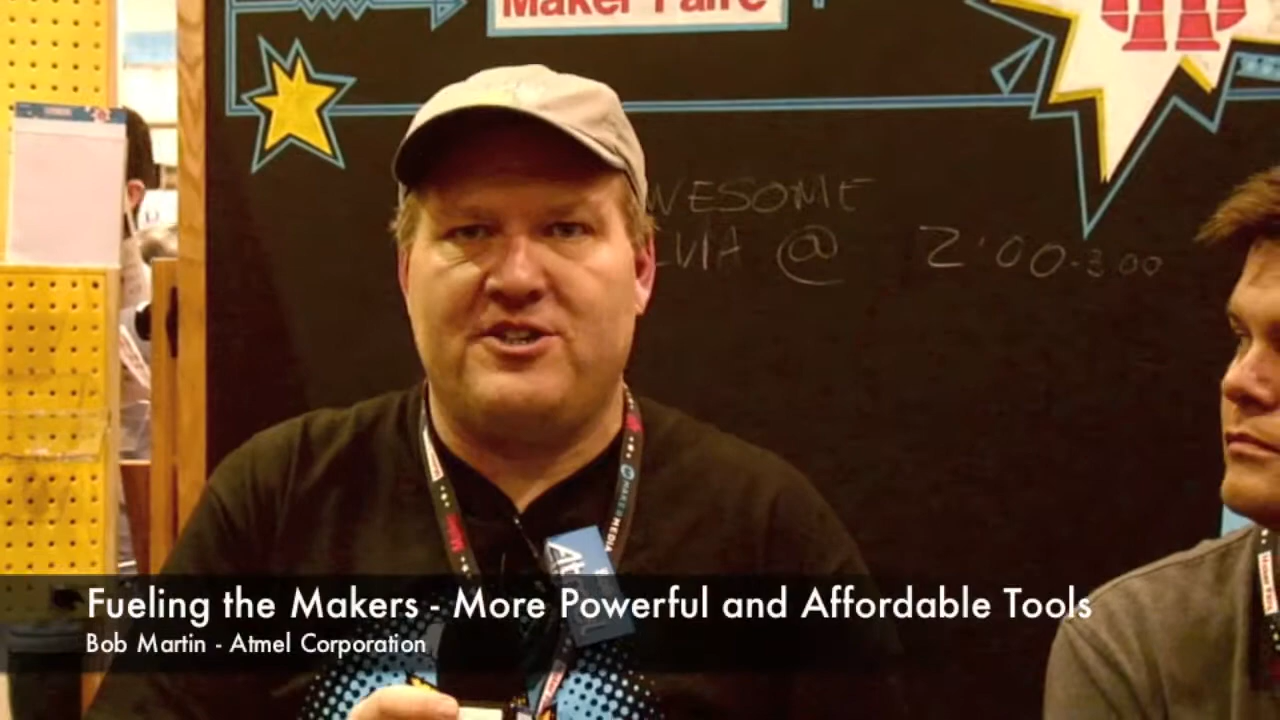 Maker Faire
WESOME
@ 2:00-3:00
MAKERMEDIA
Fueling the Makers - More Powerful and Affordable Tools
Bob Martin - Atmel Corporation